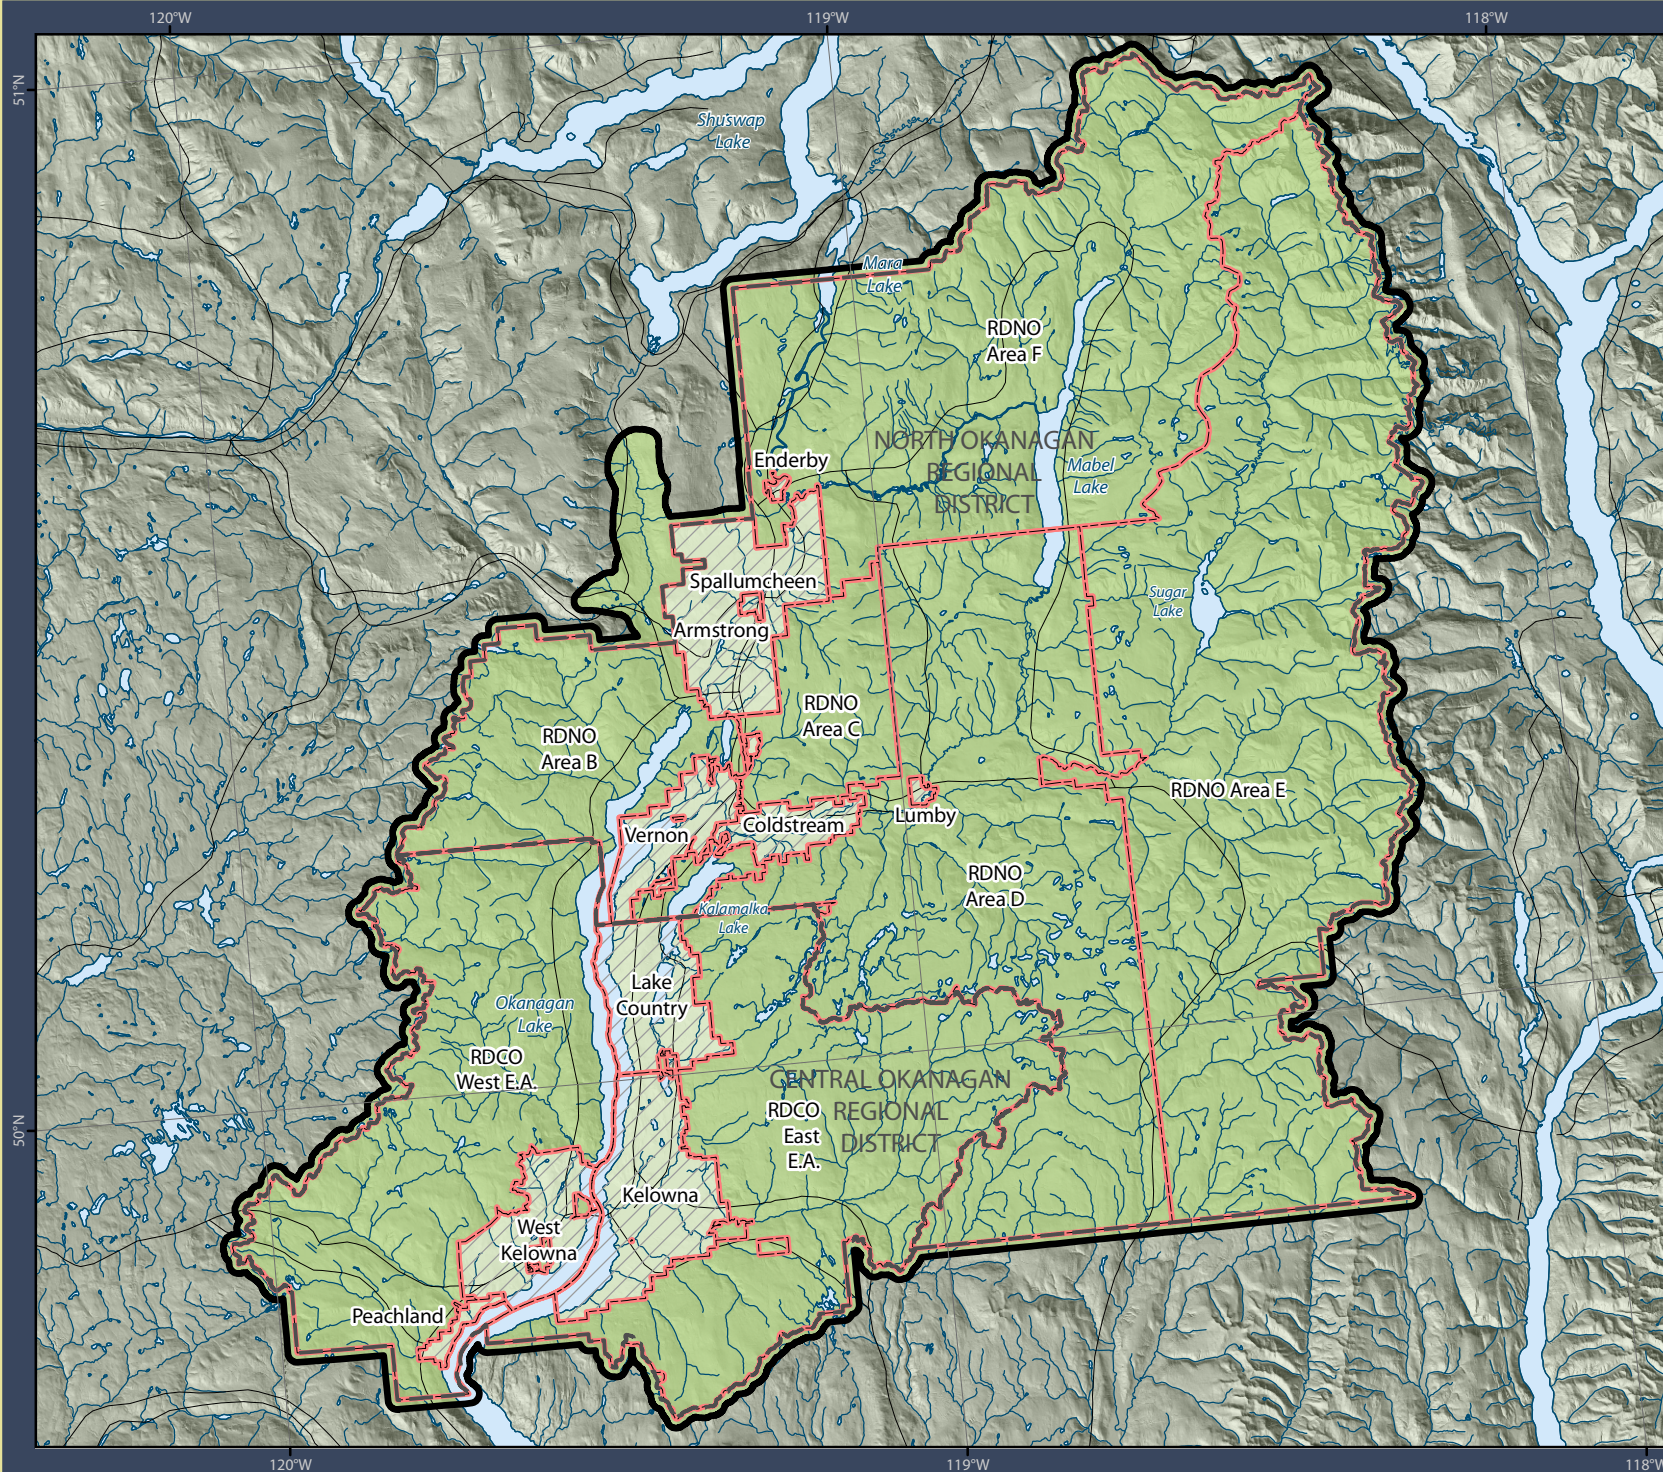 120°W
119°W
118°W
51°N
Shuswap
Lake
Mara
Lake
RDNO
Area F
NORTH OKANAGAN
REGIONAL
DISTRICT
Enderby
Mabel
Lake
Spallumcheen
Sugar
Lake
Armstrong
RDNO
Area C
RDNO
Area B
RDNO Area E
Lumby
Coldstream
Vernon
RDNO
Area D
Kalamalka
Lake
Lake
Country
Okanagan
Lake
RDCO
West E.A.
CENTRAL OKANAGAN
REGIONAL
DISTRICT
RDCO
East
E.A.
50°N
Kelowna
West
Kelowna
Peachland
120°W
119°W
118°W